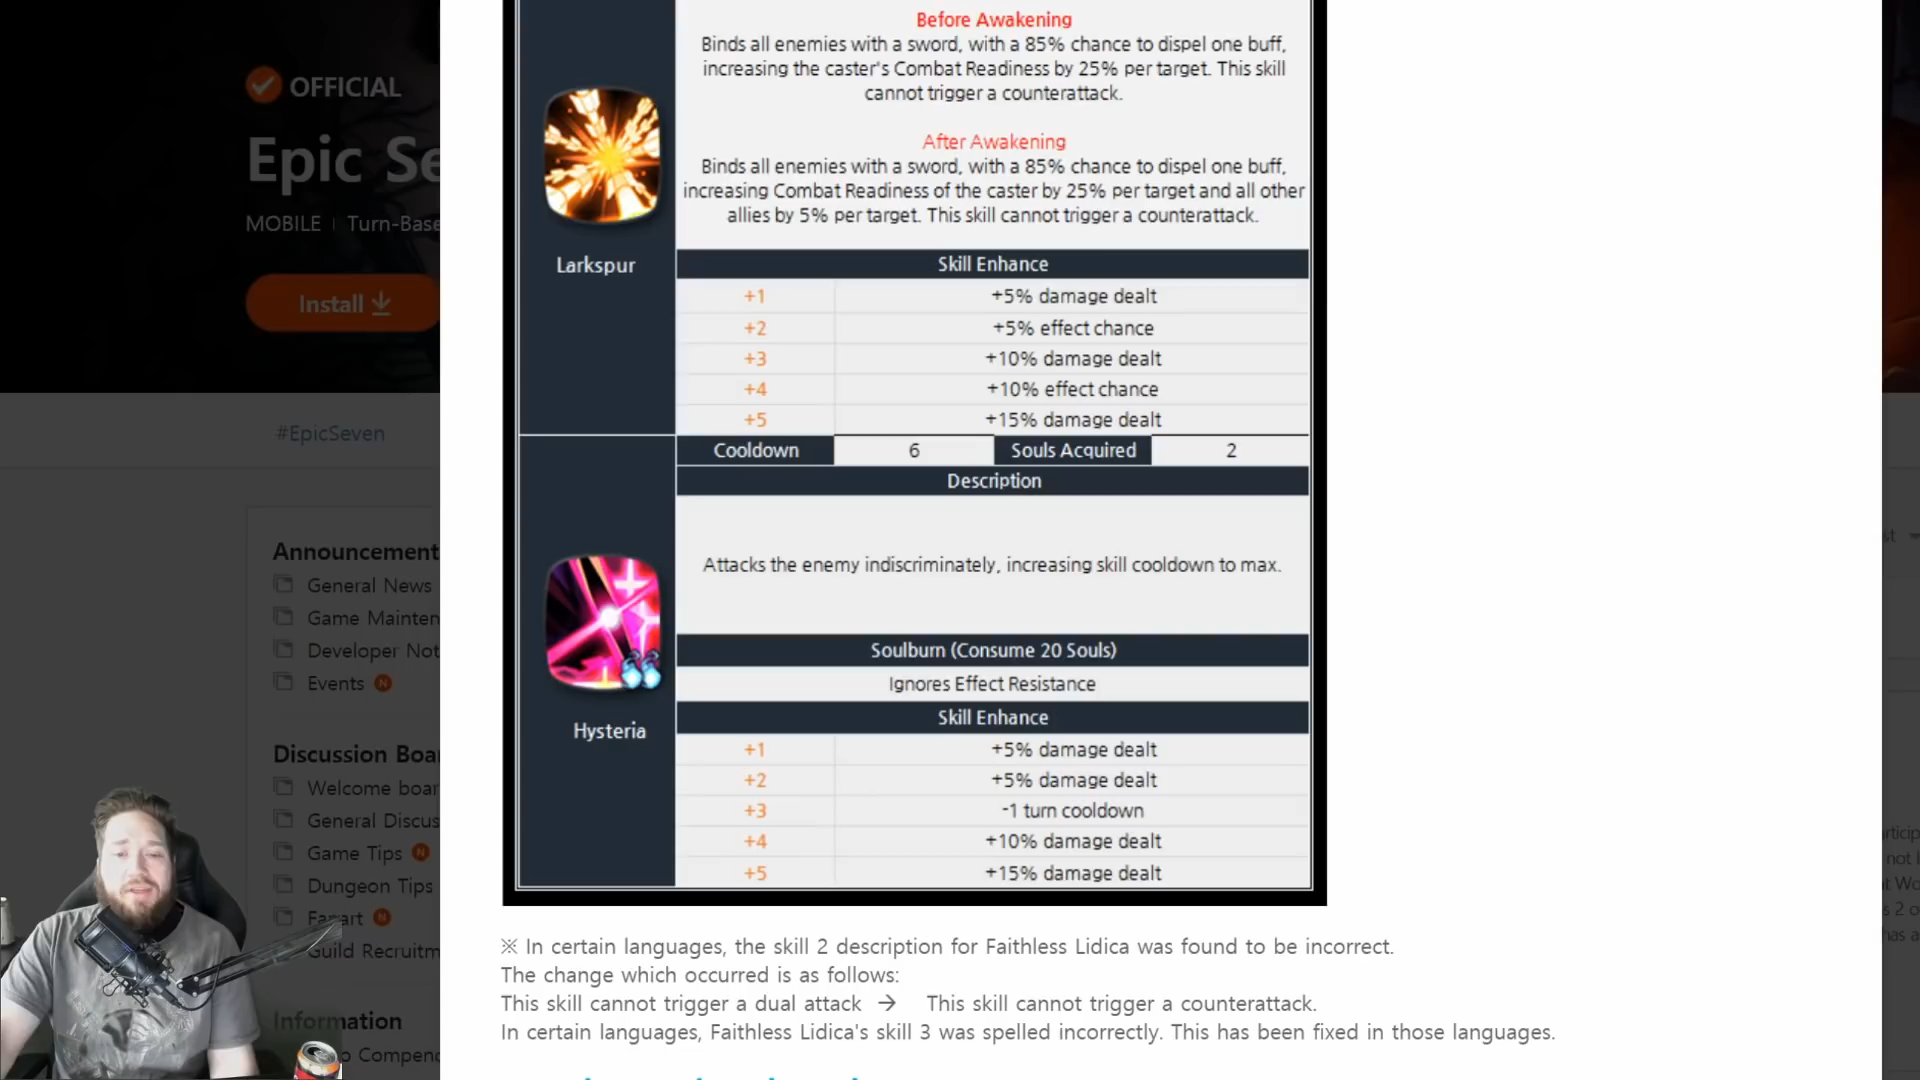 OFFICIAL
Epic Se
MOBILE | Turn-Base
Install
#EpicSeven
Announcement
General News
Game Mainten
Developer Not
Events N
Discussion Boa
Welcome boar
General Discus
Game Tips N
Dungeon Tips
Fanart N
Guild Recruitm
Information
Compen
Before Awakening
Binds all enemies with a sword, with a 85% chance to dispel one buff,
increasing the caster's Combat Readiness by 25% per target. This skill
cannot trigger a counterattack.
After Awakening
Binds all enemies with a sword, with a 85% chance to dispel one buff,
increasing Combat Readiness of the caster by 25% per target and all other
allies by 5% per target. This skill cannot trigger a counterattack.
Larkspur
Skill Enhance
+1 +5% damage dealt
+2 +5% effect chance
+3 +10% damage dealt
+4 +10% effect chance
+5 +15% damage dealt
Cooldown 6 Souls Acquired 2
Description
Attacks the enemy indiscriminately, increasing skill cooldown to max.
Soulburn (Consume 20 Souls)
Ignores Effect Resistance
Hysteria
Skill Enhance
+1 +5% damage dealt
+2 +5% damage dealt
+3 -1 turn cooldown
+4 +10% damage dealt
+5 +15% damage dealt
※ In certain languages, the skill 2 description for Faithless Lidica was found to be incorrect.
The change which occurred is as follows:
This skill cannot trigger a dual attack → This skill cannot trigger a counterattack.
In certain languages, Faithless Lidica's skill 3 was spelled incorrectly. This has been fixed in those languages.